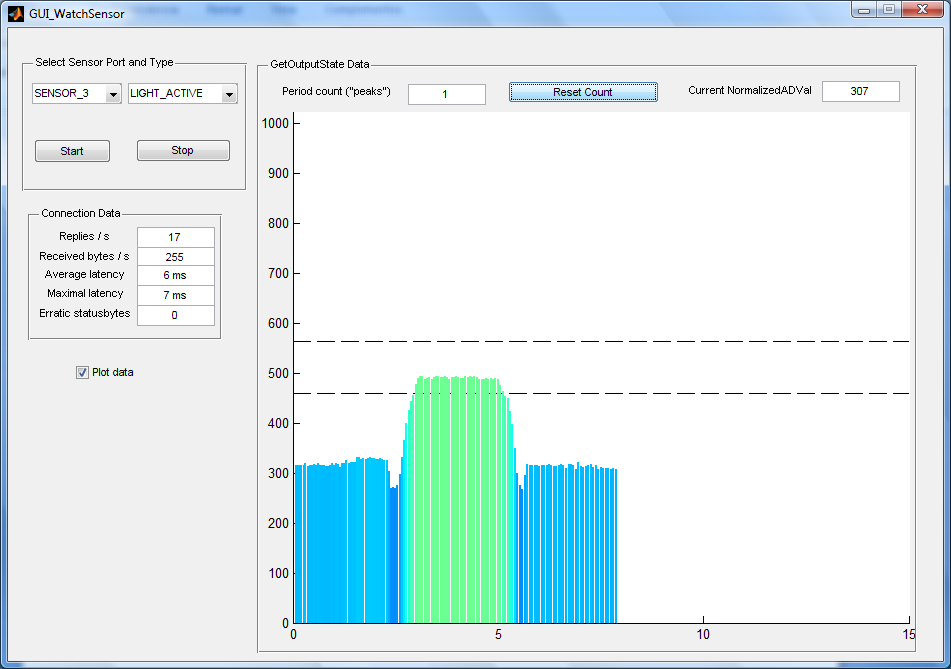 GUI_WatchSensor
Select Sensor Port and Type
SENSOR_3 LIGHT_ACTIVE
Start Stop
Connection Data
Replies / s 17
Received bytes / s 255
Average latency 6 ms
Maximal latency 7 ms
Erratic statusbytes 0
Plot data
GetOutputState Data
Period count ("peaks") 1 Reset Count Current NormalizedADVal 307
1000
900
800
700
600
500
400
300
200
100
0
0 5 10 15